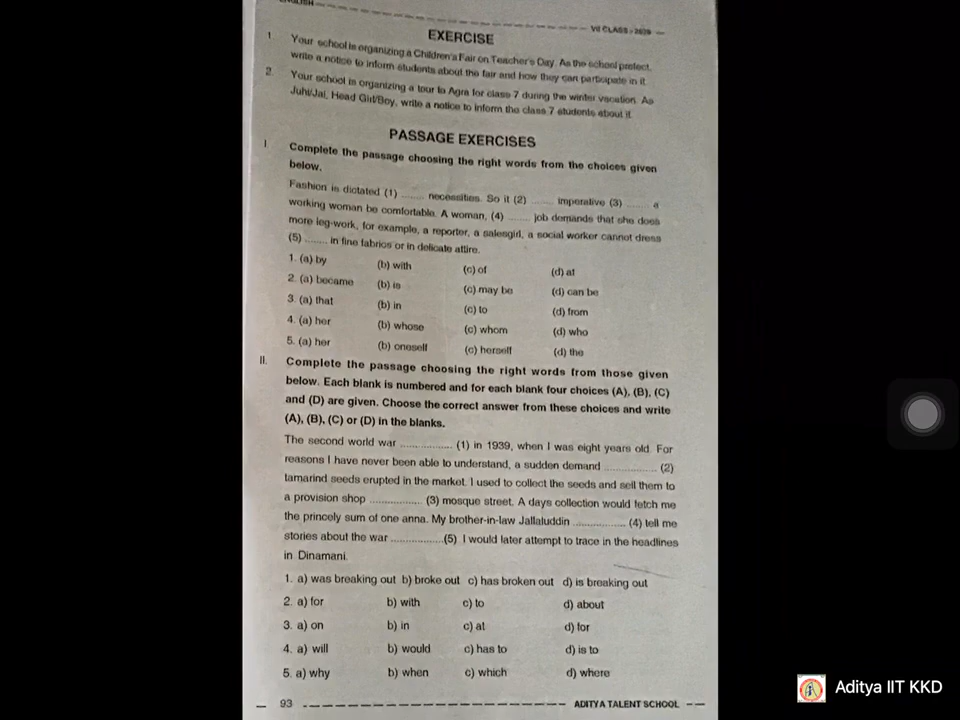 ENGLISH VII CLASS - 2020
EXERCISE
1. Your school is organizing a Children's Fair on Teacher's Day. As the school prefect,
write a notice to inform students about the fair and how they can participate in it.
2. Your school is organizing a tour to Agra for class 7 during the winter vacation. As
Juhi/Jai, Head Girl/Boy, write a notice to inform the class 7 students about it.
PASSAGE EXERCISES
I Complete the passage choosing the right words from the choices given
below.
Fashion is dictated (1) ........ necessities. So it (2) ........ imperative (3) ........ a
working woman be comfortable. A woman, (4) ........ job demands that she does
more leg-work, for example, a reporter, a salesgirl, a social worker cannot dress
(5) ........ in fine fabrics or in delicate attire.
1. (a) by (b) with (c) of (d) at
2. (a) became (b) is (c) may be (d) can be
3. (a) that (b) in (c) to (d) from
4. (a) her (b) whose (c) whom (d) who
5. (a) her (b) oneself (c) herself (d) the
II. Complete the passage choosing the right words from those given
below. Each blank is numbered and for each blank four choices (A), (B), (C)
and (D) are given. Choose the correct answer from these choices and write
(A), (B), (C) or (D) in the blanks.
The second world war ................. (1) in 1939, when I was eight years old. For
reasons I have never been able to understand, a sudden demand ................. (2)
tamarind seeds erupted in the market. I used to collect the seeds and sell them to
a provision shop ................. (3) mosque street. A days collection would fetch me
the princely sum of one anna. My brother-in-law Jallaluddin ................. (4) tell me
stories about the war .................(5) I would later attempt to trace in the headlines
in Dinamani.
1. a) was breaking out b) broke out c) has broken out d) is breaking out
2. a) for b) with c) to d) about
3. a) on b) in c) at d) for
4. a) will b) would c) has to d) is to
5. a) why b) when c) which d) where
93 ADITYA TALENT SCHOOL
Aditya IIT KKD